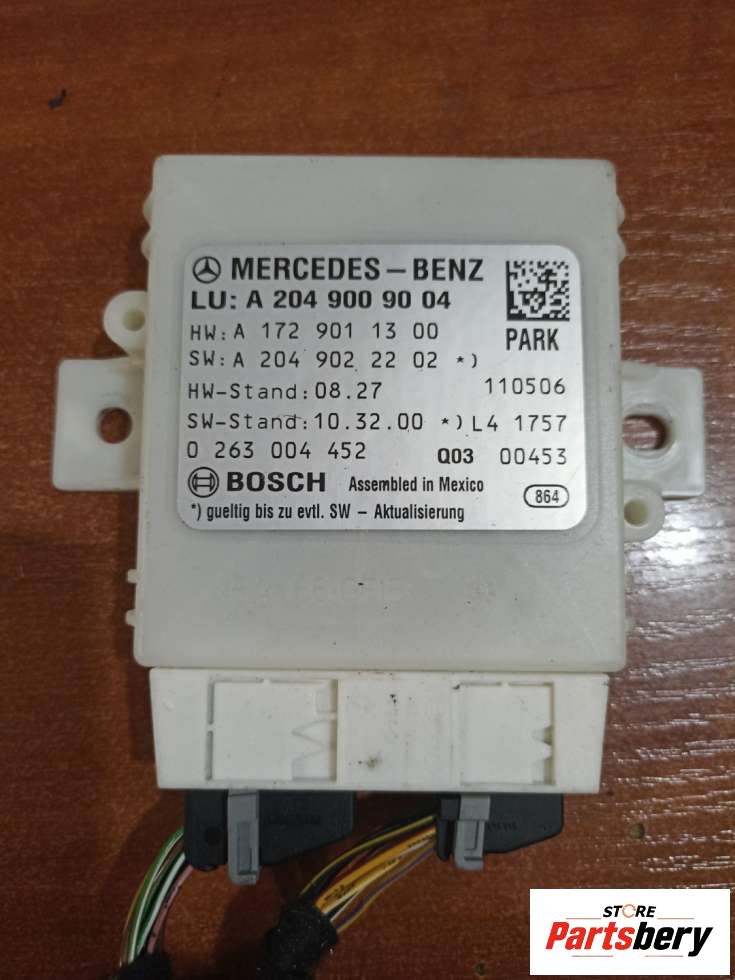 MERCEDES-BENZ
LU: A 204 900 90 04
HW: A 172 901 13 00
PARK
SW: A 204 902 22 02 *)
HW-Stand: 08.27 110506
SW-Stand: 10.32.00 *) L4 1757
0 263 004 452 Q03 00453
BOSCH Assembled in Mexico 864
*) gueltig bis zu evtl. SW - Aktualisierung
STORE
Partsbery